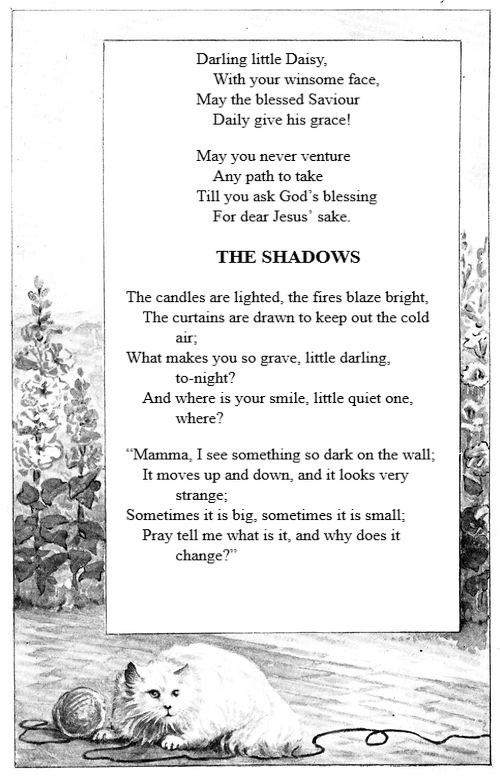 Darling little Daisy,
With your winsome face,
May the blessed Saviour
Daily give his grace!
May you never venture
Any path to take
Till you ask God’s blessing
For dear Jesus’ sake.
THE SHADOWS
The candles are lighted, the fires blaze bright,
The curtains are drawn to keep out the cold
air;
What makes you so grave, little darling,
to-night?
And where is your smile, little quiet one,
where?
“Mamma, I see something so dark on the wall;
It moves up and down, and it looks very
strange;
Sometimes it is big, sometimes it is small;
Pray tell me what is it, and why does it
change?”